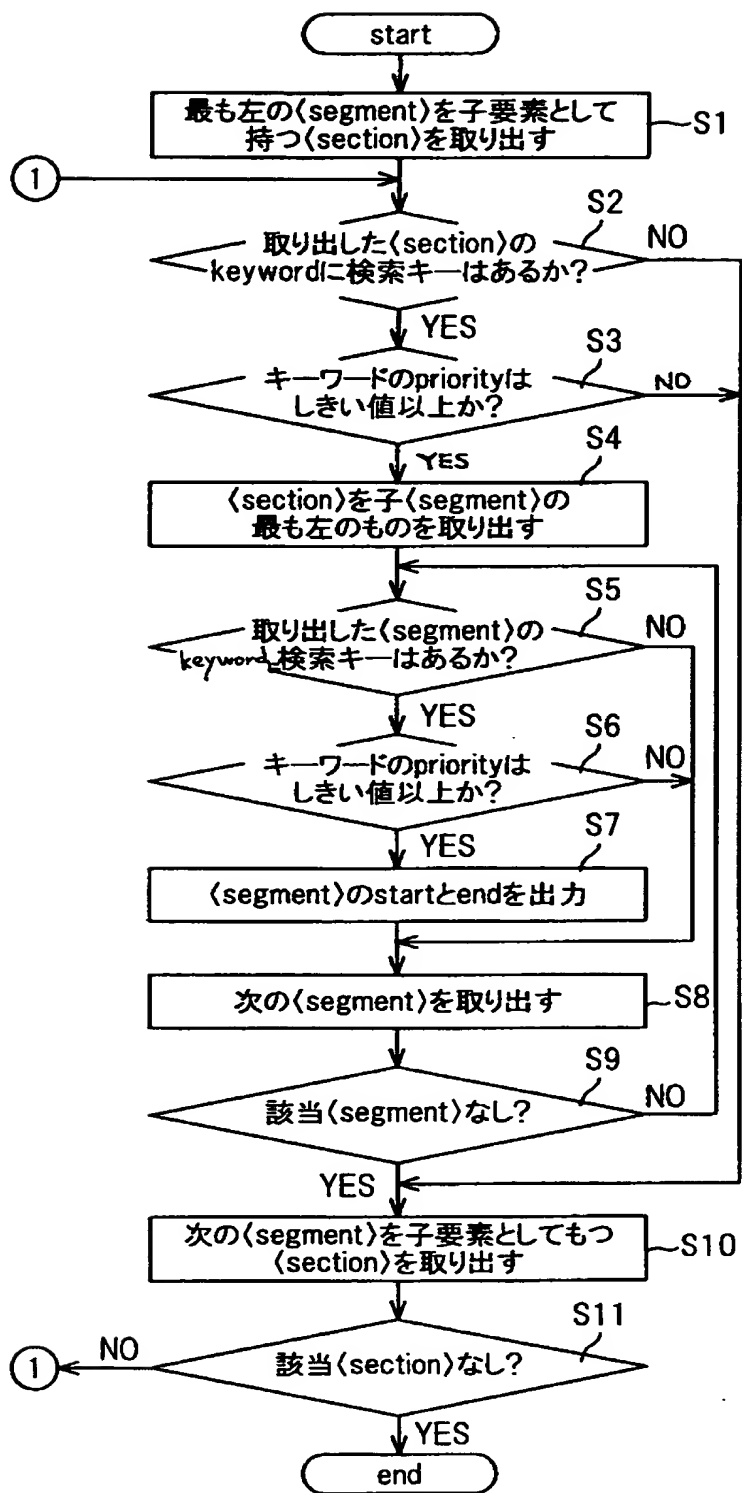 start
最も左の〈segment〉を子要素として
持つ〈section〉を取り出す
S1
1
S2
取り出した〈section〉の
keywordに検索キーはあるか?
NO
YES
S3
キーワードのpriorityは
しきい値以上か?
NO
YES
S4
〈section〉を子〈segment〉の
最も左のものを取り出す
S5
取り出した〈segment〉の
keywordに検索キーはあるか?
NO
YES
S6
キーワードのpriorityは
しきい値以上か?
NO
YES
S7
〈segment〉のstartとendを出力
次の〈segment〉を取り出す
S8
S9
該当〈segment〉なし?
NO
YES
次の〈segment〉を子要素としてもつ
〈section〉を取り出す
S10
S11
該当〈section〉なし?
NO
1
YES
end